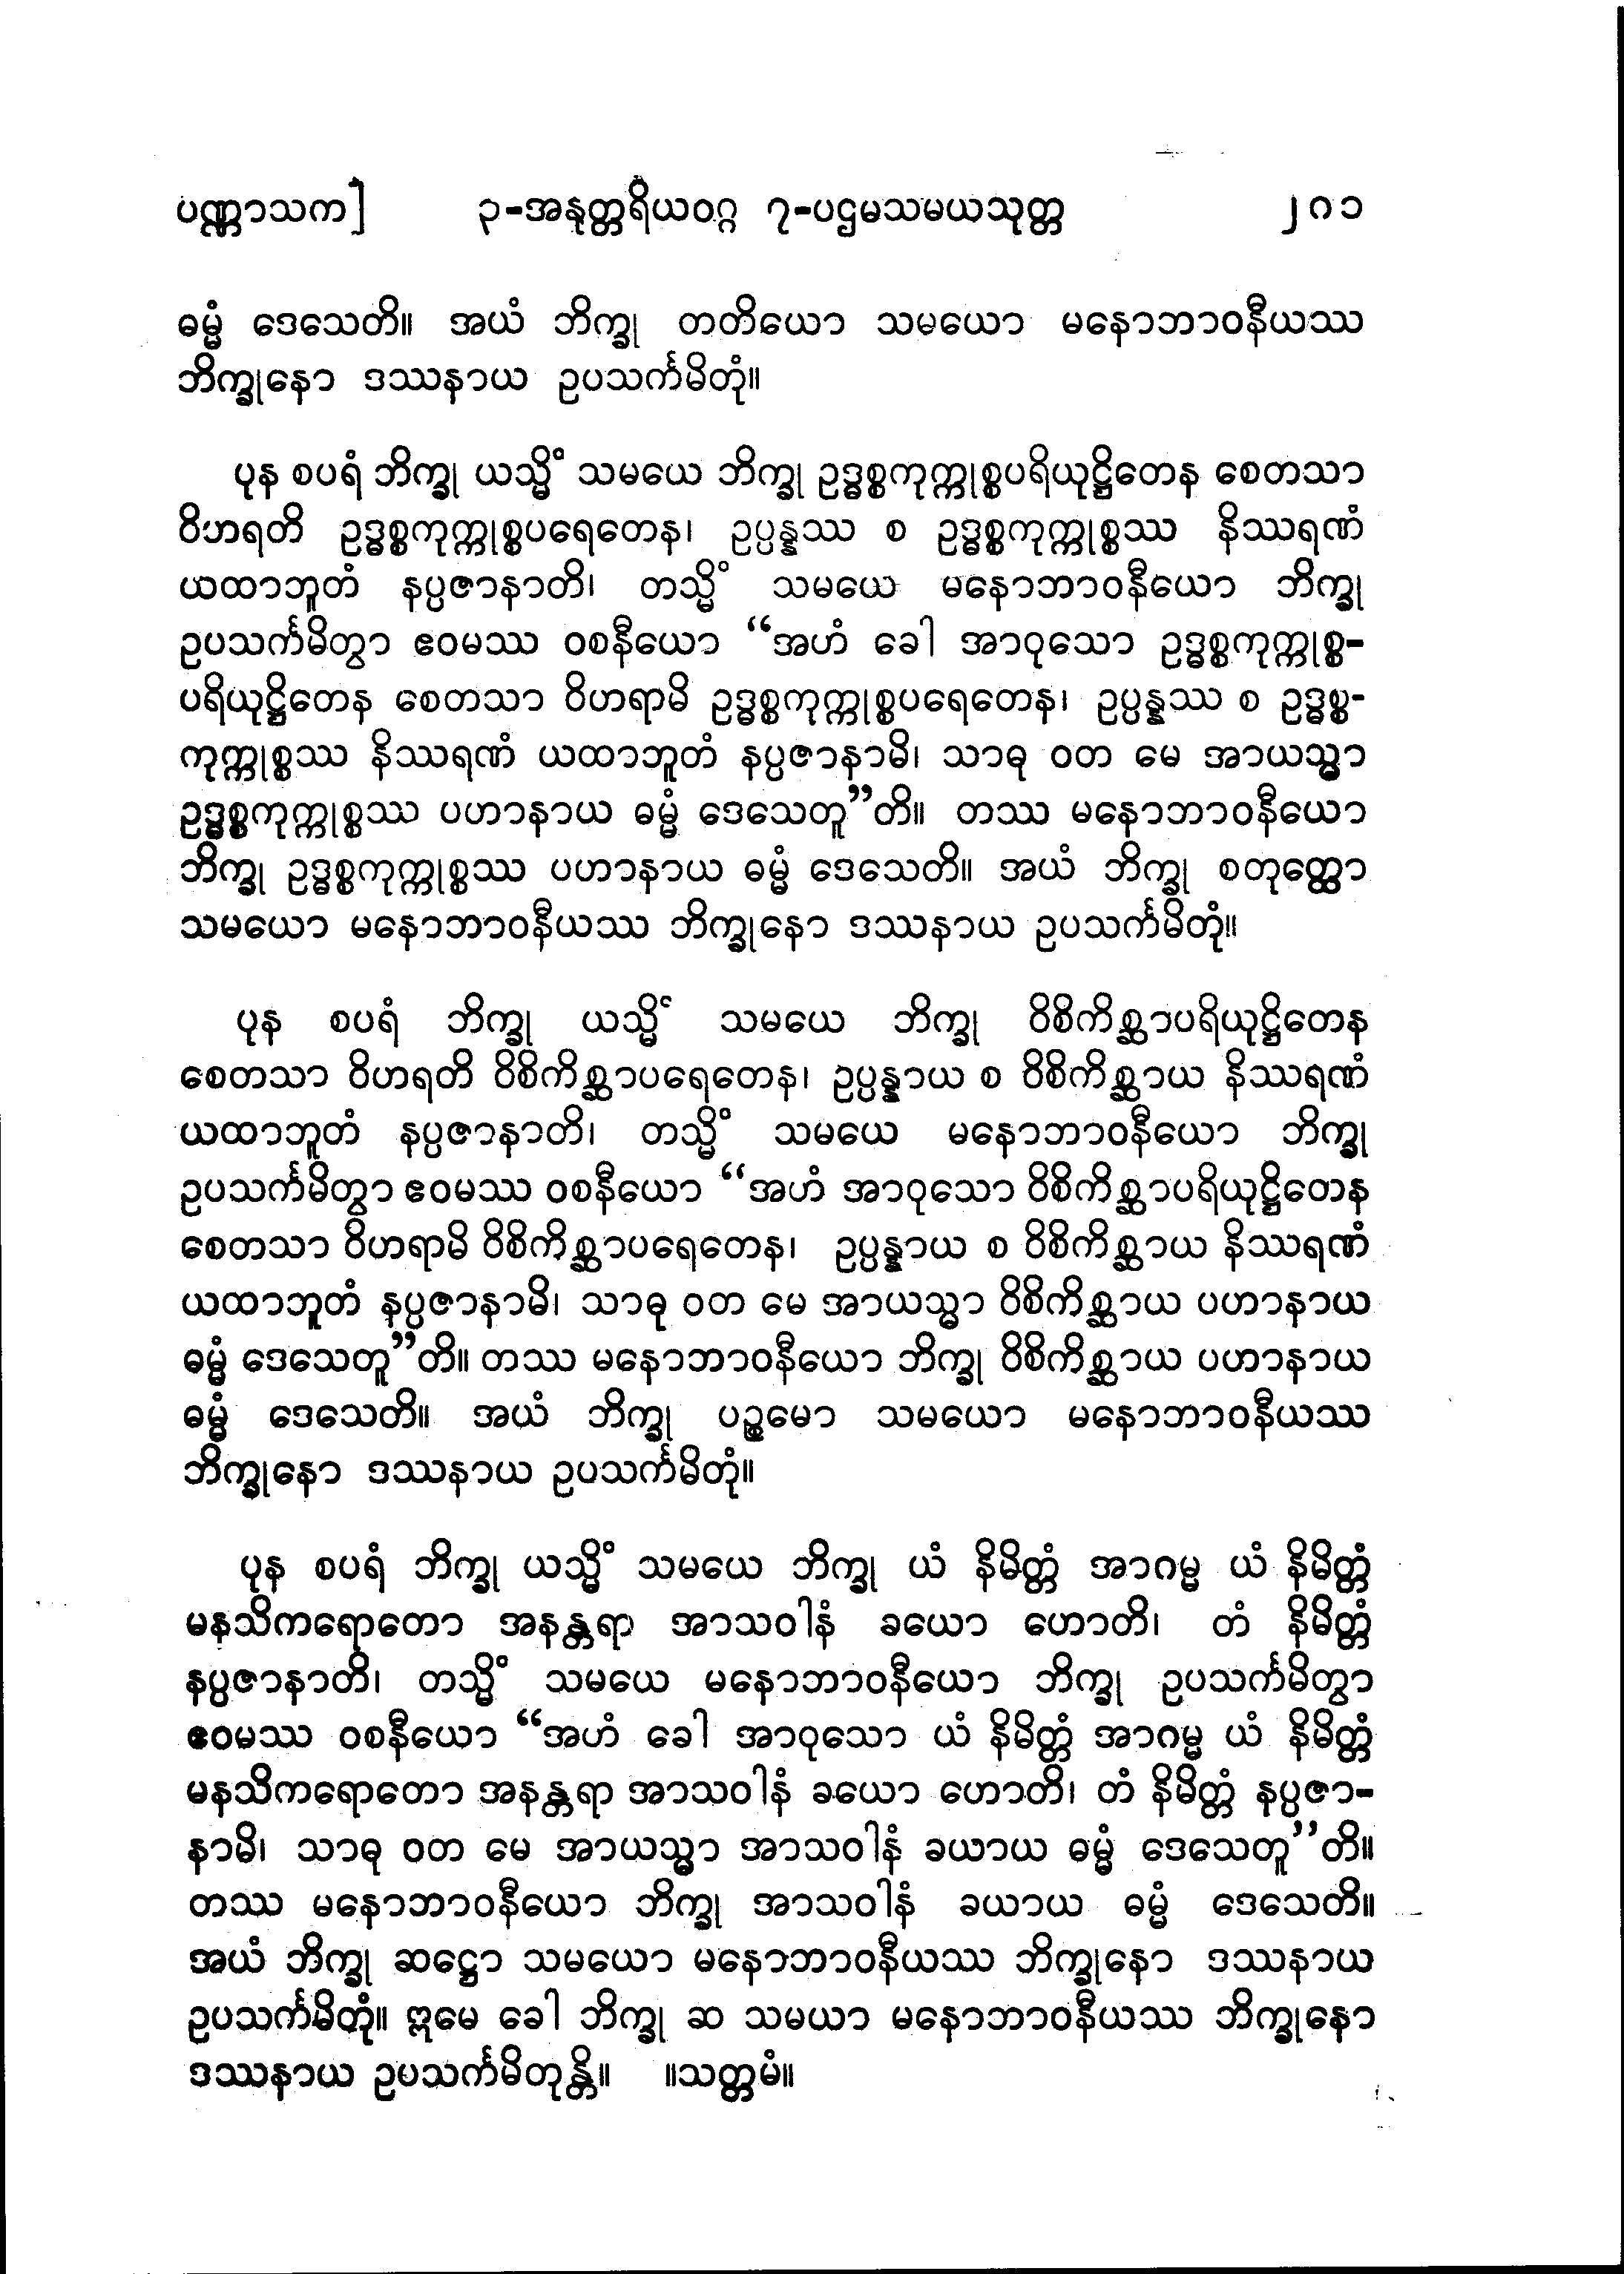 ပဏ္ဏာသက]   ၃-အနုတ္တရိယဝဂ္ဂ ၇-ပဌမသမယသုတ္တ   ၂၈၁
ဓမ္မံ ဒေသေတိ။ အယံ ဘိက္ခု တတိယော သမယော မနောဘာဝနီယဿ
ဘိက္ခုနော ဒဿနာယ ဥပသင်္ကမိတုံ။
ပုန စပရံ ဘိက္ခု ယသ္မိံ သမယေ ဘိက္ခု ဥဒ္ဓစ္စကုက္ကုစ္စပရိယုဋ္ဌိတေန စေတသာ
ဝိဟရတိ ဥဒ္ဓစ္စကုက္ကုစ္စပရေတေန၊ ဥပ္ပန္နဿ စ ဥဒ္ဓစ္စကုက္ကုစ္စဿ နိဿရဏံ
ယထာဘူတံ နပ္ပဇာနာတိ၊ တသ္မိံ သမယေ မနောဘာဝနီယော ဘိက္ခု
ဥပသင်္ကမိတွာ ဧဝမဿ ဝစနီယော “အဟံ ခေါ အာဝုသော ဥဒ္ဓစ္စကုက္ကုစ္စ-
ပရိယုဋ္ဌိတေန စေတသာ ဝိဟရာမိ ဥဒ္ဓစ္စကုက္ကုစ္စပရေတေန၊ ဥပ္ပန္နဿ စ ဥဒ္ဓစ္စ-
ကုက္ကုစ္စဿ နိဿရဏံ ယထာဘူတံ နပ္ပဇာနာမိ၊ သာဓု ဝတ မေ အာယသ္မာ
ဥဒ္ဓစ္စကုက္ကုစ္စဿ ပဟာနာယ ဓမ္မံ ဒေသေတူ”တိ။ တဿ မနောဘာဝနီယော
ဘိက္ခု ဥဒ္ဓစ္စကုက္ကုစ္စဿ ပဟာနာယ ဓမ္မံ ဒေသေတိ။ အယံ ဘိက္ခု စတုတ္ထော
သမယော မနောဘာဝနီယဿ ဘိက္ခုနော ဒဿနာယ ဥပသင်္ကမိတုံ။
ပုန စပရံ ဘိက္ခု ယသ္မိံ သမယေ ဘိက္ခု ဝိစိကိစ္ဆာပရိယုဋ္ဌိတေန
စေတသာ ဝိဟရတိ ဝိစိကိစ္ဆာပရေတေန၊ ဥပ္ပန္နာယ စ ဝိစိကိစ္ဆာယ နိဿရဏံ
ယထာဘူတံ နပ္ပဇာနာတိ၊ တသ္မိံ သမယေ မနောဘာဝနီယော ဘိက္ခု
ဥပသင်္ကမိတွာ ဧဝမဿ ဝစနီယော “အဟံ အာဝုသော ဝိစိကိစ္ဆာပရိယုဋ္ဌိတေန
စေတသာ ဝိဟရာမိ ဝိစိကိစ္ဆာပရေတေန၊ ဥပ္ပန္နာယ စ ဝိစိကိစ္ဆာယ နိဿရဏံ
ယထာဘူတံ နပ္ပဇာနာမိ၊ သာဓု ဝတ မေ အာယသ္မာ ဝိစိကိစ္ဆာယ ပဟာနာယ
ဓမ္မံ ဒေသေတူ”တိ။ တဿ မနောဘာဝနီယော ဘိက္ခု ဝိစိကိစ္ဆာယ ပဟာနာယ
ဓမ္မံ ဒေသေတိ။ အယံ ဘိက္ခု ပဉ္စမော သမယော မနောဘာဝနီယဿ
ဘိက္ခုနော ဒဿနာယ ဥပသင်္ကမိတုံ။
ပုန စပရံ ဘိက္ခု ယသ္မိံ သမယေ ဘိက္ခု ယံ နိမိတ္တံ အာဂမ္မ ယံ နိမိတ္တံ
မနသိကရောတော အနန္တရာ အာသဝါနံ ခယော ဟောတိ၊ တံ နိမိတ္တံ
နပ္ပဇာနာတိ၊ တသ္မိံ သမယေ မနောဘာဝနီယော ဘိက္ခု ဥပသင်္ကမိတွာ
ဧဝမဿ ဝစနီယော “အဟံ ခေါ အာဝုသော ယံ နိမိတ္တံ အာဂမ္မ ယံ နိမိတ္တံ
မနသိကရောတော အနန္တရာ အာသဝါနံ ခယော ဟောတိ၊ တံ နိမိတ္တံ နပ္ပဇာ-
နာမိ၊ သာဓု ဝတ မေ အာယသ္မာ အာသဝါနံ ခယာယ ဓမ္မံ ဒေသေတူ”တိ။
တဿ မနောဘာဝနီယော ဘိက္ခု အာသဝါနံ ခယာယ ဓမ္မံ ဒေသေတိ။
အယံ ဘိက္ခု ဆဋ္ဌော သမယော မနောဘာဝနီယဿ ဘိက္ခုနော ဒဿနာယ
ဥပသင်္ကမိတုံ။ ဣမေ ခေါ ဘိက္ခု ဆ သမယာ မနောဘာဝနီယဿ ဘိက္ခုနော
ဒဿနာယ ဥပသင်္ကမိတုန္တိ။   ။သတ္တမံ။